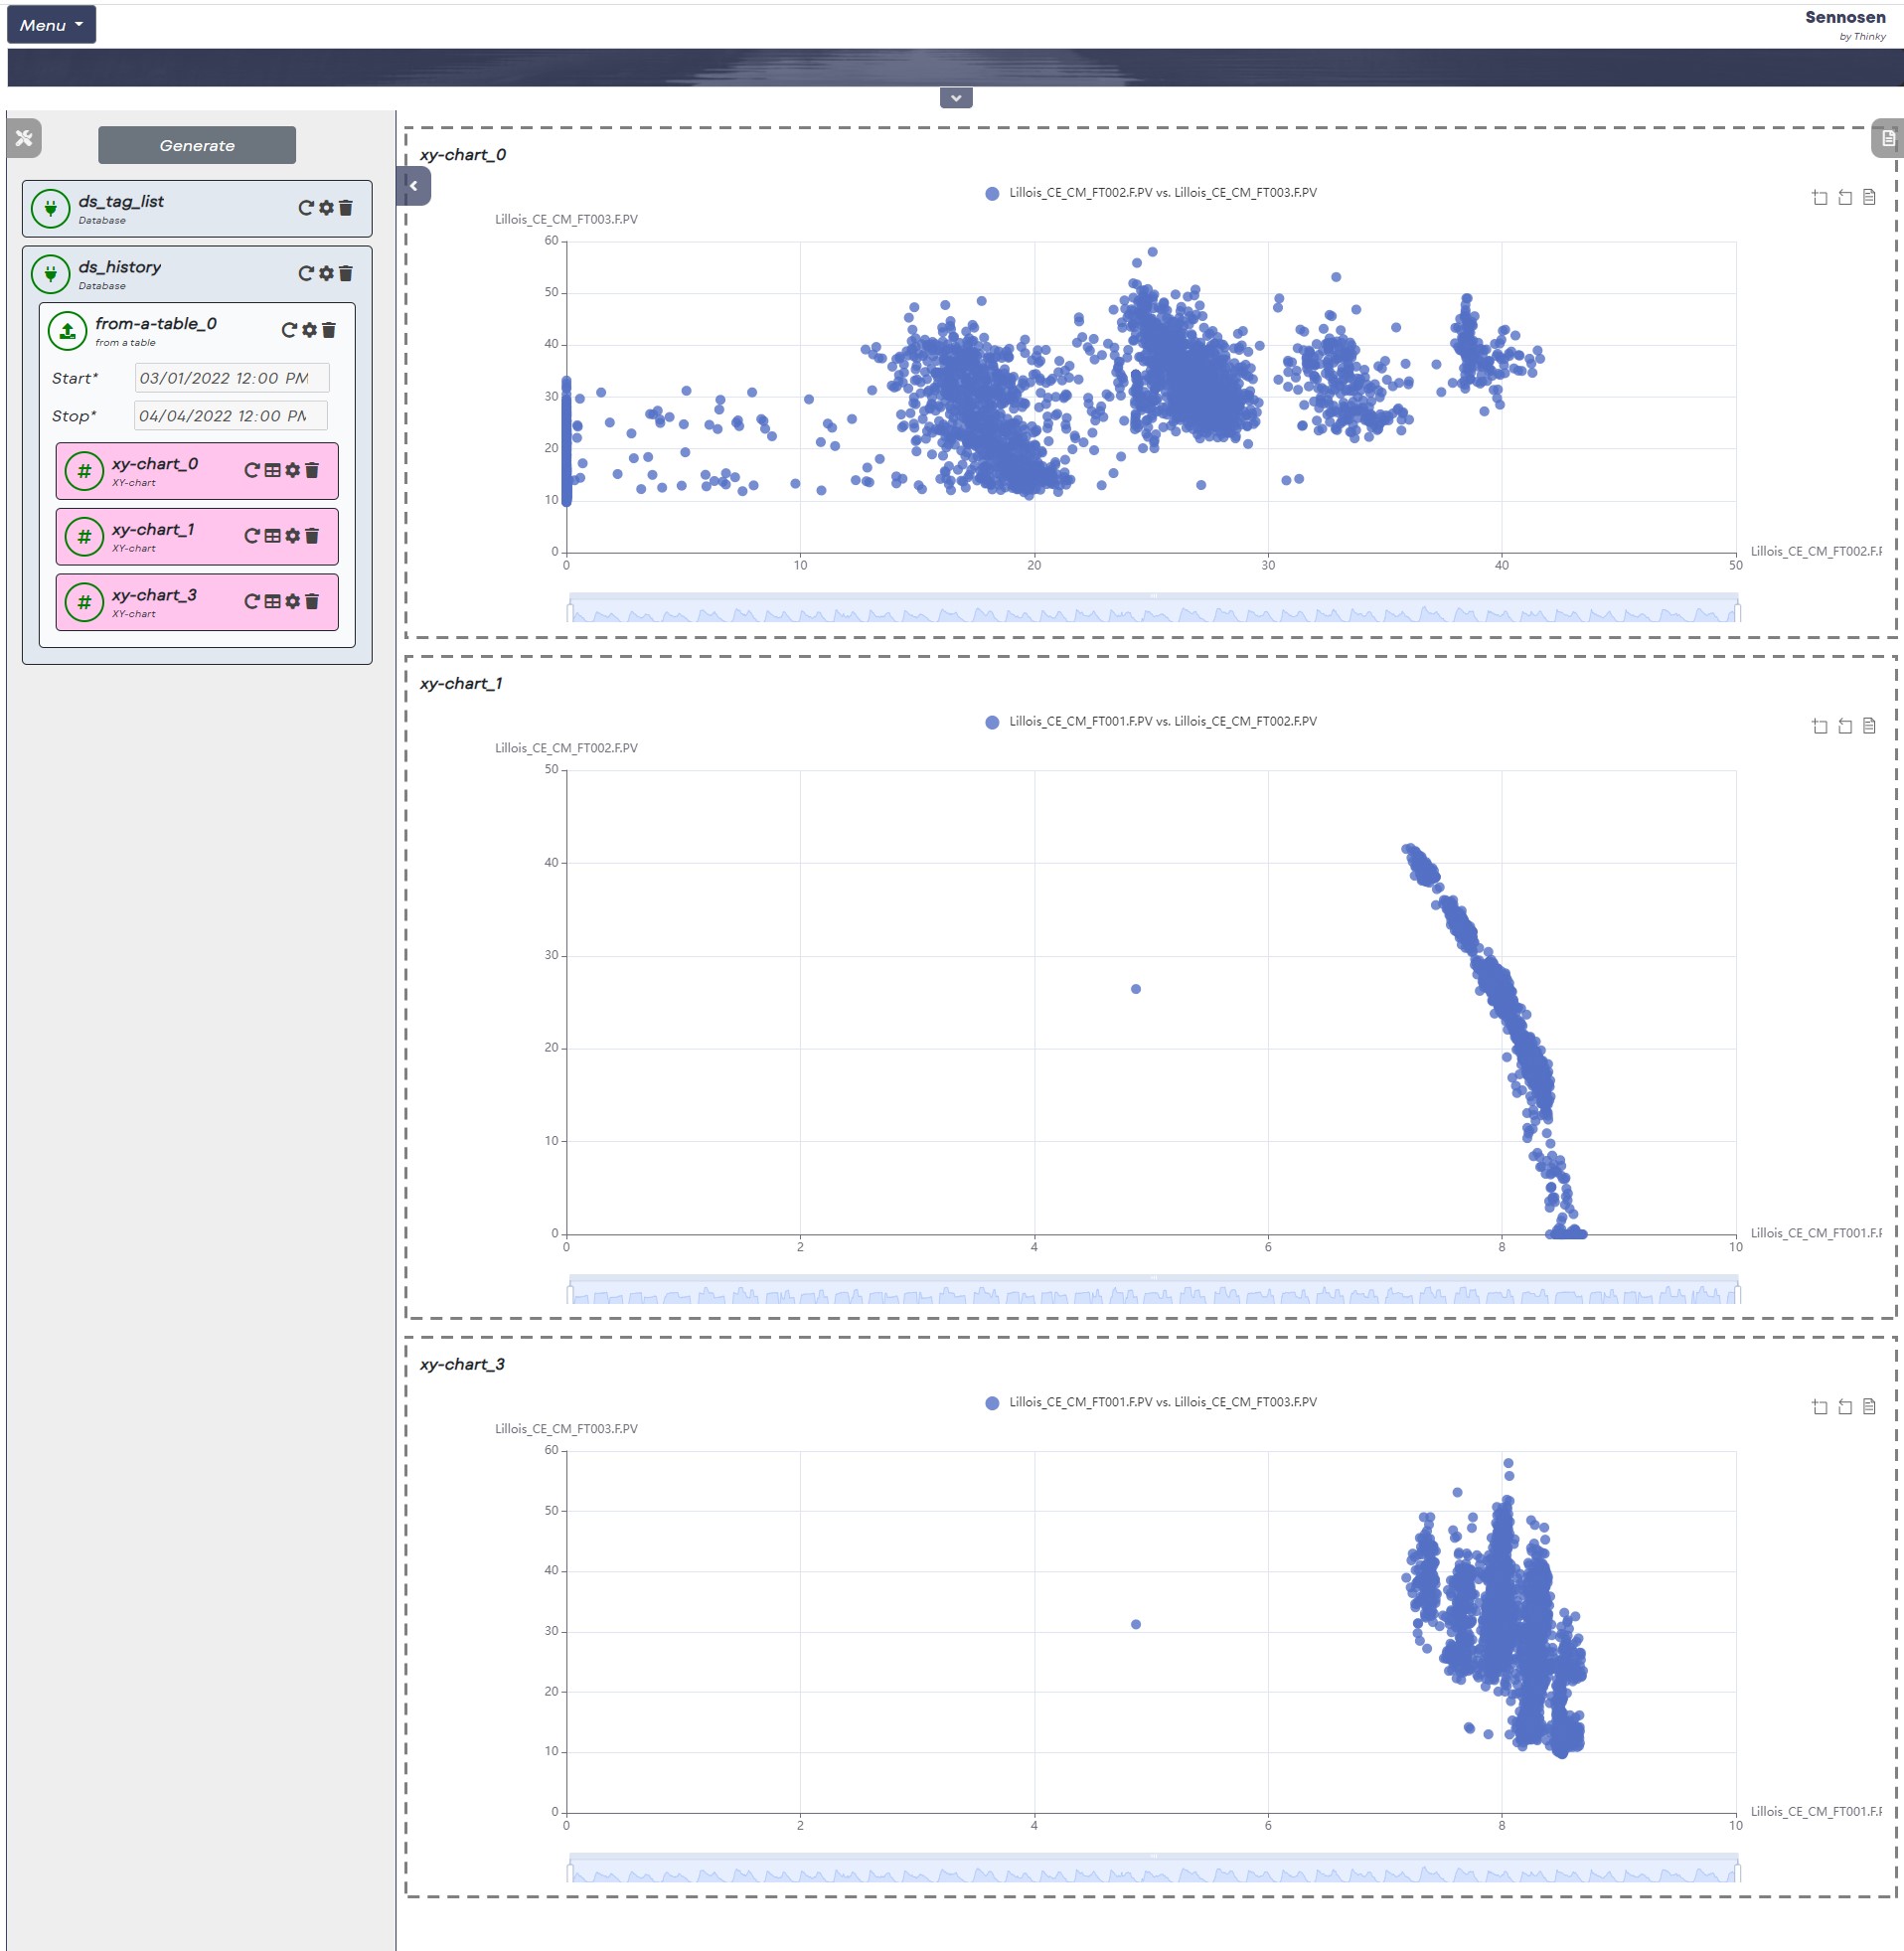 Menu
Sennosen
by Thinky
Generate
ds_tag_list
Database
ds_history
Database
from-a-table_0
from a table
Start* 03/01/2022 12:00 PM
Stop* 04/04/2022 12:00 PM
# xy-chart_0
XY-chart
# xy-chart_1
XY-chart
# xy-chart_3
XY-chart
xy-chart_0
Lillois_CE_CM_FT002.F.PV vs. Lillois_CE_CM_FT003.F.PV
Lillois_CE_CM_FT003.F.PV
60
50
40
30
20
10
0
0 10 20 30 40 50
Lillois_CE_CM_FT002.F.F
xy-chart_1
Lillois_CE_CM_FT001.F.PV vs. Lillois_CE_CM_FT002.F.PV
Lillois_CE_CM_FT002.F.PV
50
40
30
20
10
0
0 2 4 6 8 10
Lillois_CE_CM_FT001.F.F
xy-chart_3
Lillois_CE_CM_FT001.F.PV vs. Lillois_CE_CM_FT003.F.PV
Lillois_CE_CM_FT003.F.PV
60
50
40
30
20
10
0
0 2 4 6 8 10
Lillois_CE_CM_FT001.F.F